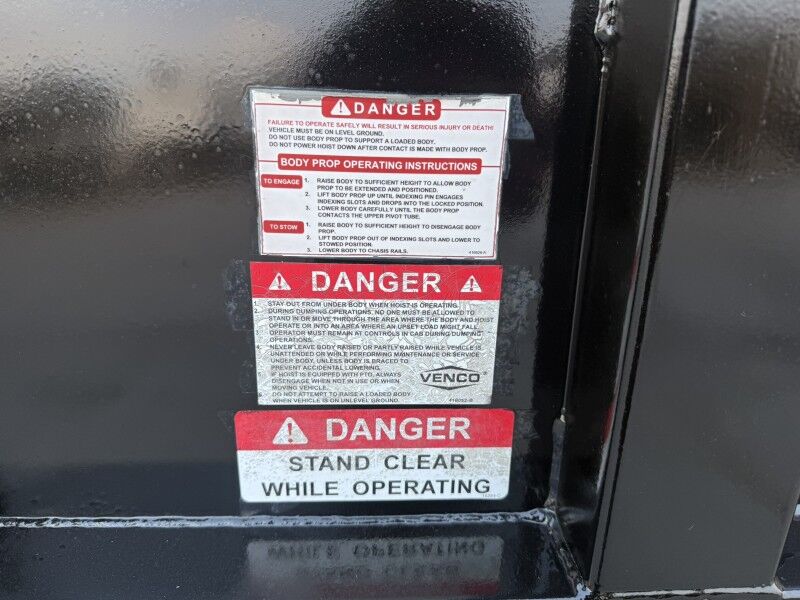 DANGER
FAILURE TO OPERATE SAFELY WILL RESULT IN SERIOUS INJURY OR DEATH!
VEHICLE MUST BE ON LEVEL GROUND.
DO NOT USE BODY PROP TO SUPPORT A LOADED BODY.
DO NOT POWER HOIST DOWN AFTER CONTACT IS MADE WITH BODY PROP.
BODY PROP OPERATING INSTRUCTIONS
TO ENGAGE 1. RAISE BODY TO SUFFICIENT HEIGHT TO ALLOW BODY
PROP TO BE EXTENDED AND POSITIONED.
2. LIFT BODY PROP UP UNTIL INDEXING PIN ENGAGES
INDEXING SLOTS AND DROPS INTO THE LOCKED POSITION.
3. LOWER BODY CAREFULLY UNTIL THE BODY PROP
CONTACTS THE UPPER PIVOT TUBE.
TO STOW 1. RAISE BODY TO SUFFICIENT HEIGHT TO DISENGAGE BODY
PROP.
2. LIFT BODY PROP OUT OF INDEXING SLOTS AND LOWER TO
STOWED POSITION.
3. LOWER BODY TO CHASIS RAILS.
DANGER
1. STAY OUT FROM UNDER BODY WHEN HOIST IS OPERATING.
2. DURING DUMPING OPERATIONS, NO ONE MUST BE ALLOWED TO
STAND IN OR MOVE THROUGH THE AREA WHERE THE BODY AND HOIST
OPERATE OR INTO AN AREA WHERE AN UPSET LOAD MIGHT FALL
OPERATOR MUST REMAIN AT CONTROLS IN CAB DURING DUMPING
OPERATIONS.
4. NEVER LEAVE BODY RAISED OR PARTLY RAISED WHILE VEHICLE IS
UNATTENDED OR WHILE PERFORMING MAINTENANCE OR SERVICE
UNDER BODY, UNLESS BODY IS BRACED TO
PREVENT ACCIDENTAL LOWERING.
5. IF HOIST IS EQUIPPED WITH PTO, ALWAYS
DISENGAGE WHEN NOT IN USE OR WHEN
MOVING VEHICLE.
6. DO NOT ATTEMPT TO RAISE A LOADED BODY
WHEN VEHICLE IS ON UNLEVEL GROUND.
VENCO
DANGER
STAND CLEAR
WHILE OPERATING